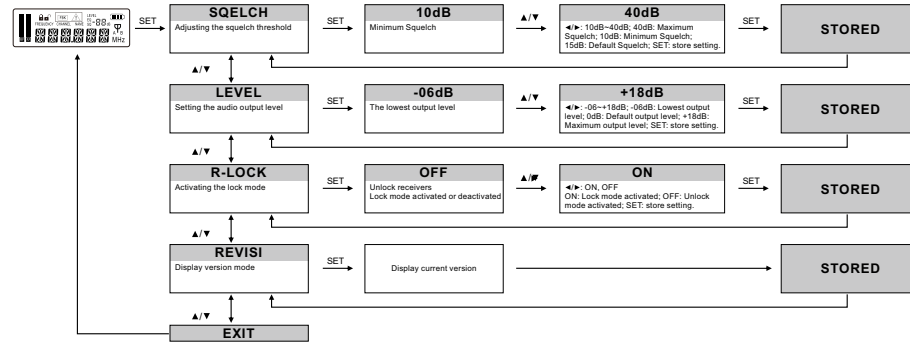 FREQUENCY CHANNEL NAME
LEVEL
MHz
SET
SQELCH
Adjusting the squelch threshold
SET
10dB
Minimum Squelch
▲/▼
40dB
◄/►: 10dB~40dB; 40dB: Maximum
Squelch; 10dB: Minimum Squelch;
15dB: Default Squelch; SET: store setting.
SET
STORED
▲/▼
LEVEL
Setting the audio output level
SET
-06dB
The lowest output level
▲/▼
+18dB
◄/►: -06~+18dB; -06dB: Lowest output
level; 0dB: Default output level; +18dB:
Maximum output level; SET: store setting.
SET
STORED
▲/▼
R-LOCK
Activating the lock mode
SET
OFF
Unlock receivers
Lock mode activated or deactivated
▲/▼
ON
◄/►: ON, OFF
ON: Lock mode activated; OFF: Unlock
mode activated; SET: store setting.
SET
STORED
▲/▼
REVISI
Display version mode
SET
Display current version
STORED
▲/▼
EXIT